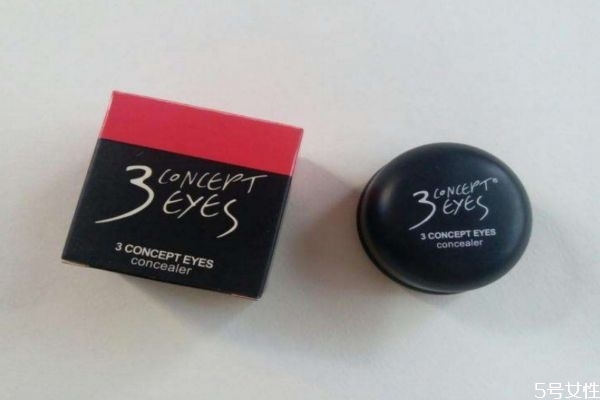 3 CONCEPT
EYES
3 CONCEPT EYES
concealer
3 CONCEPT®
EYES
3 CONCEPT EYES
concealer
5号女性